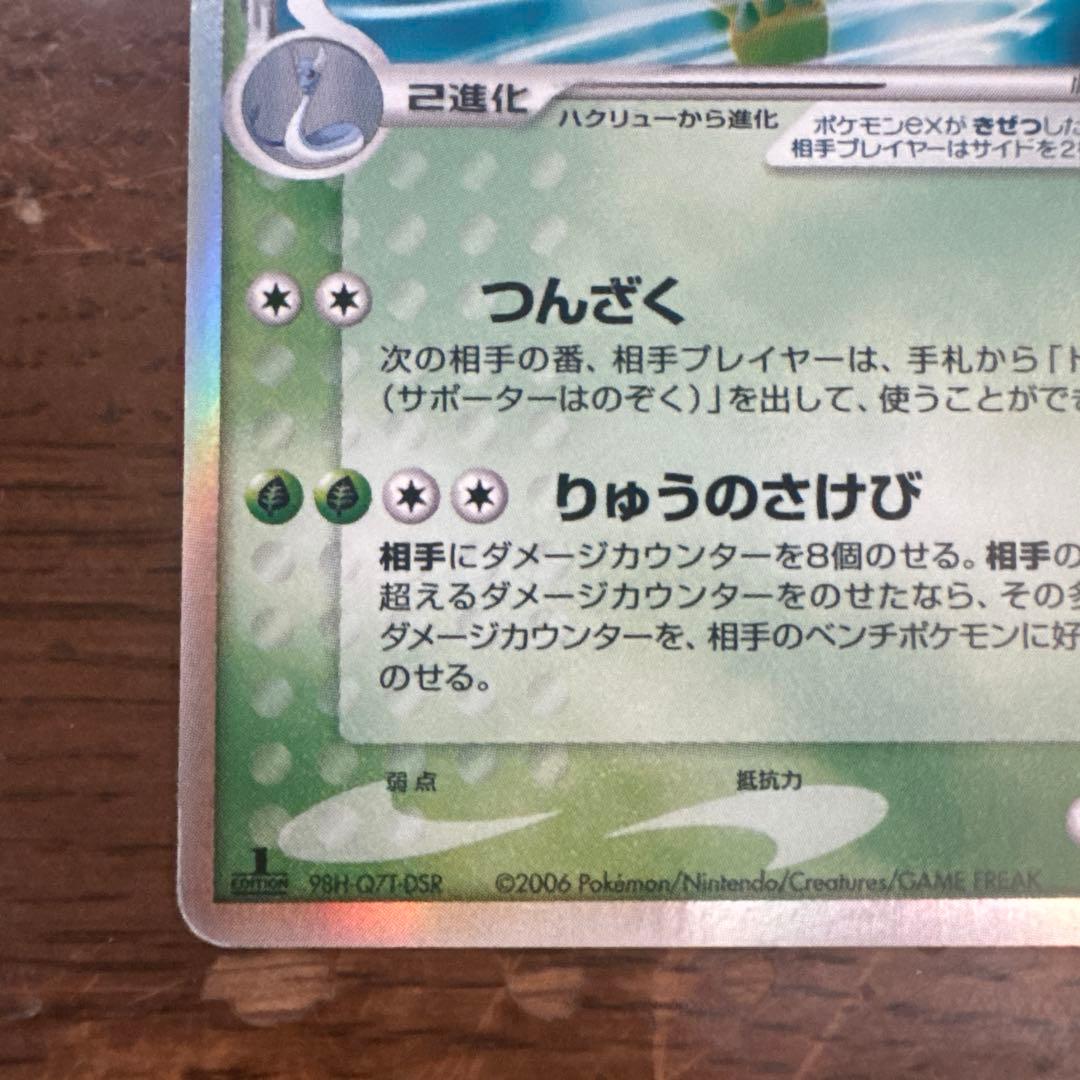 2進化
ハクリューから進化
ポケモンexが きぜつした
相手プレイヤーはサイドを2
つんざく
次の相手の番、相手プレイヤーは、手札から「ト
(サポーターはのぞく)」を出して、使うことができ
りゅうのさけび
相手にダメージカウンターを8個のせる。相手の
超えるダメージカウンターをのせたなら、その多
ダメージカウンターを、相手のベンチポケモンに好
のせる。
弱点
抵抗力
1
EDITION
98H-Q7T-DSR
©2006 Pokémon/Nintendo/Creatures/GAME FREAK